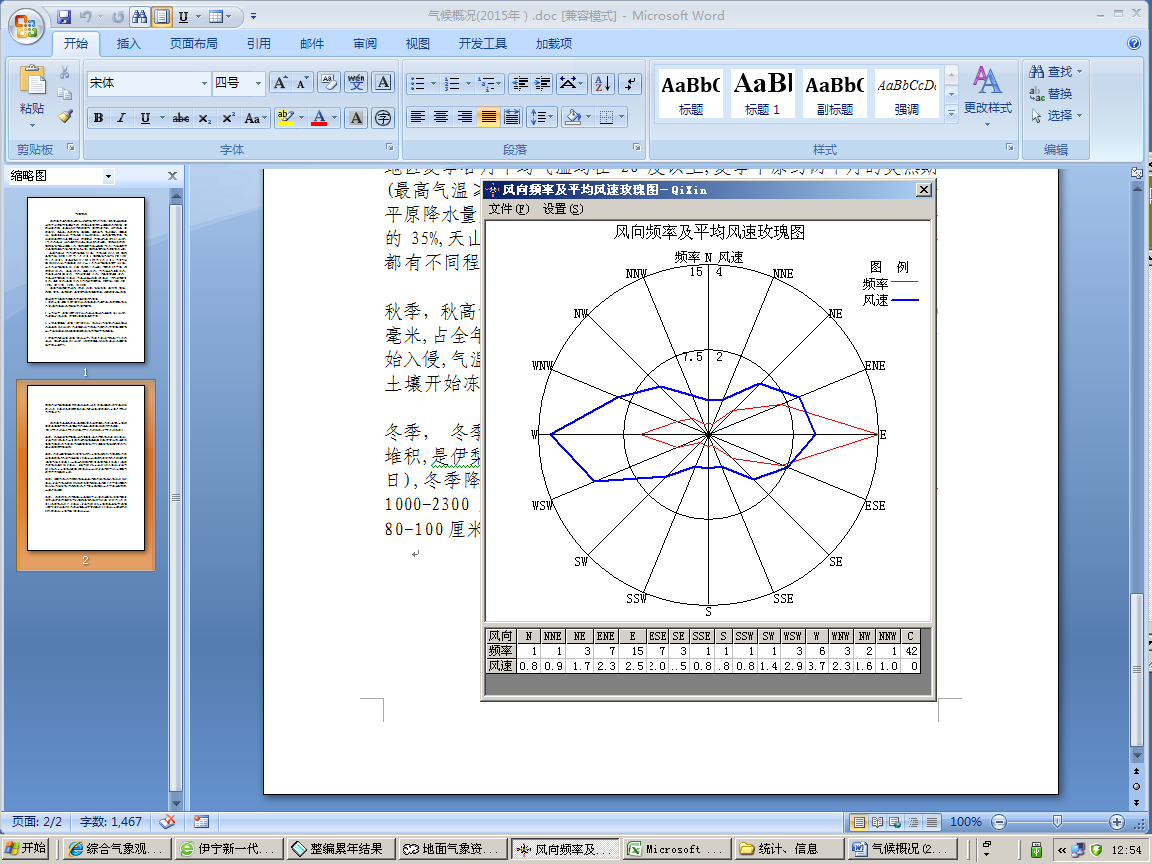 气候概况(2015年 ) .doc [兼容模式] - Microsoft Word
开始 插入 页面布局 引用 邮件 审阅 视图 开发工具 加载项
粘贴
宋体 四号
AaBbC AaBl AaBbC AaBbCcD
标题 标题 1 副标题 强调
更改样式
查找
替换
选择
剪贴板 字体 段落 样式 编辑
缩略图
1
2
(最高气温
平原降水量
的 35%,天山
都有不同程
秋季, 秋高
毫米,占全年
始入侵,气温
土壤开始冻
冬季, 冬季
堆积,是伊犁
日),冬季降
1000-2300
80-100 厘米
风向频率及平均风速玫瑰图-QiXin
文件(F) 设置(S)
风向频率及平均风速玫瑰图
频率 N 风速
15 4
7.5 2
NNW NNE
NW NE
WNW ENE
W E
WSW ESE
SW SE
SSW SSE
S
图 例
频率
风速
风向 N NNE NE ENE E ESE SE SSE S SSW SW WSW W WNW NW NNW C
频率 1 1 3 7 15 7 3 1 1 1 1 3 6 3 2 1 42
风速 0.8 0.9 1.7 2.3 2.5 2.0 .5 0.8 .8 0.8 1.4 2.9 3.7 2.3 1.6 1.0 0
页面: 2/2 字数: 1,467 100%
开始 综合气象观... 伊宁新一代... 整编累年结果 地面气象资... 风向频率及... Microsoft ... 统计、信息 气候概况(2... 12:54